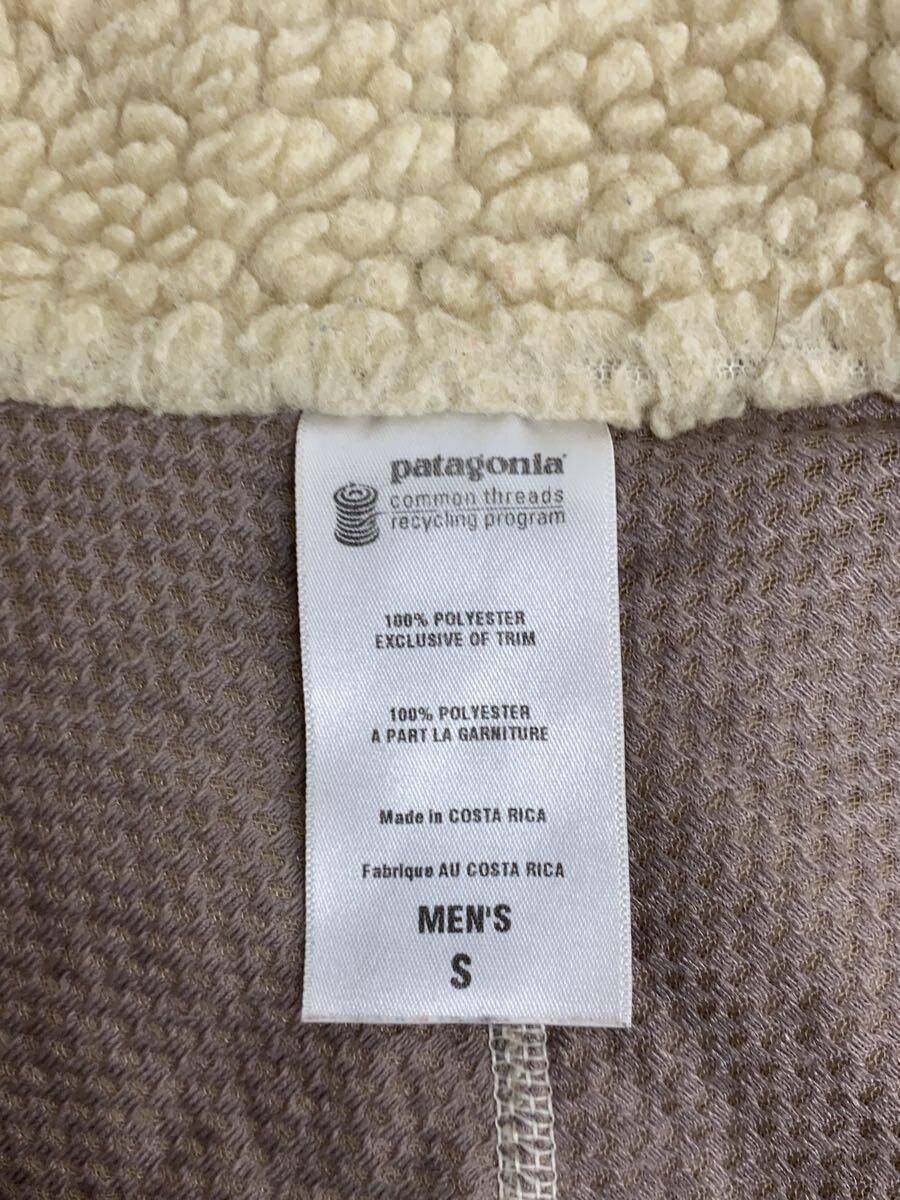 patagonia
common threads
recycling program
100% POLYESTER
EXCLUSIVE OF TRIM
100% POLYESTER
A PART LA GARNITURE
Made in COSTA RICA
Fabrique AU COSTA RICA
MEN'S
S